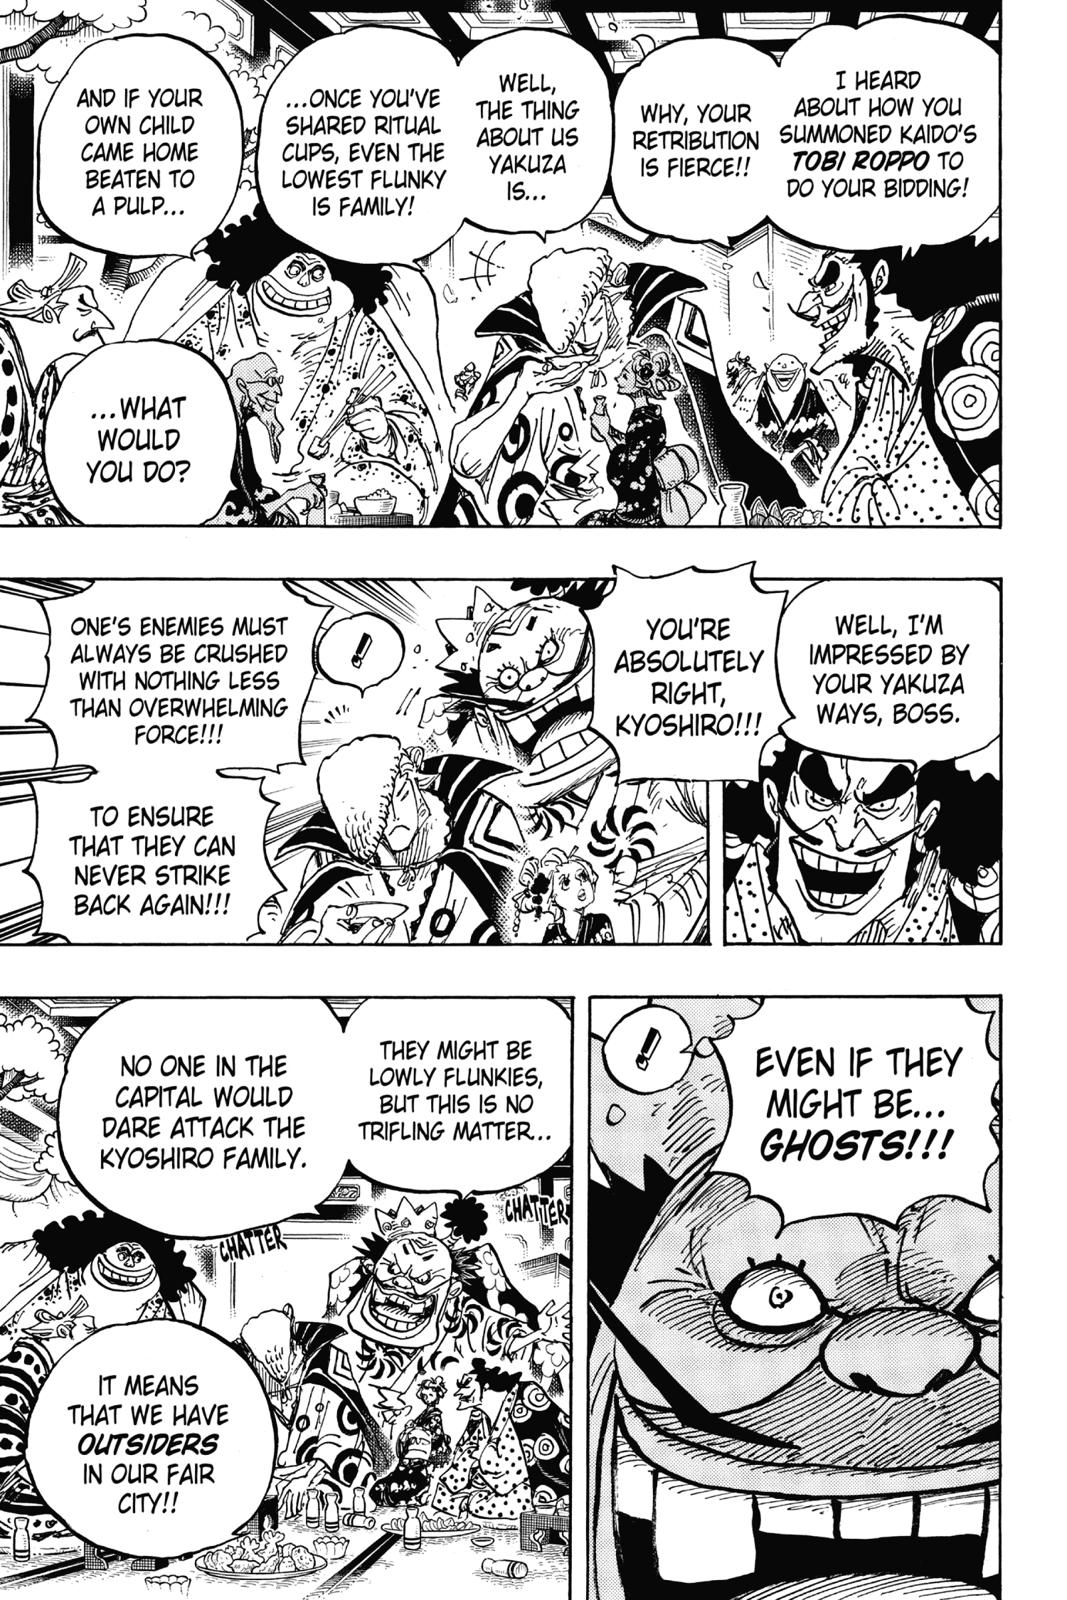 I HEARD
ABOUT HOW YOU
SUMMONED KAIDO'S
TOBI ROPPO TO
DO YOUR BIDDING!
WHY, YOUR
RETRIBUTION
IS FIERCE!!
WELL,
THE THING
ABOUT US
YAKUZA
IS...
...ONCE YOU'VE
SHARED RITUAL
CUPS, EVEN THE
LOWEST FLUNKY
IS FAMILY!
AND IF YOUR
OWN CHILD
CAME HOME
BEATEN TO
A PULP...
...WHAT
WOULD
YOU DO?
WELL, I'M
IMPRESSED BY
YOUR YAKUZA
WAYS, BOSS.
YOU'RE
ABSOLUTELY
RIGHT,
KYOSHIRO!!!
!
ONE'S ENEMIES MUST
ALWAYS BE CRUSHED
WITH NOTHING LESS
THAN OVERWHELMING
FORCE!!!
TO ENSURE
THAT THEY CAN
NEVER STRIKE
BACK AGAIN!!!
EVEN IF THEY
MIGHT BE...
GHOSTS!!!
!
THEY MIGHT BE
LOWLY FLUNKIES,
BUT THIS IS NO
TRIFLING MATTER...
NO ONE IN THE
CAPITAL WOULD
DARE ATTACK THE
KYOSHIRO FAMILY.
CHATTER
CHATTER
IT MEANS
THAT WE HAVE
OUTSIDERS
IN OUR FAIR
CITY!!